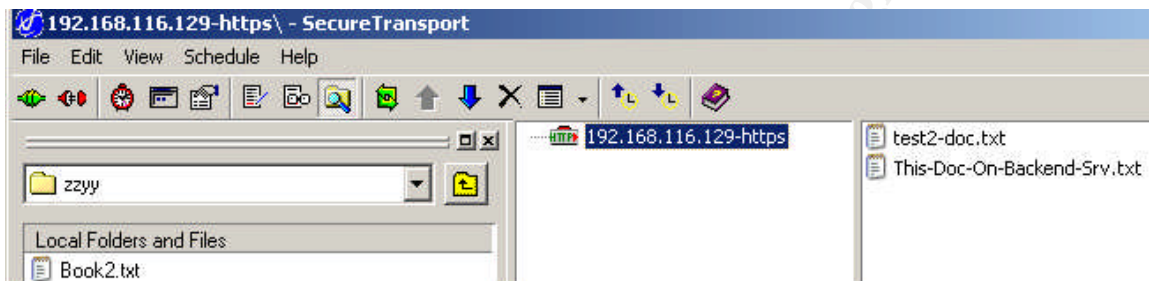 192.168.116.129-https\ - SecureTransport
File Edit View Schedule Help
zzyy
Local Folders and Files
Book2.txt
192.168.116.129-https
test2-doc.txt
This-Doc-On-Backend-Srv.txt